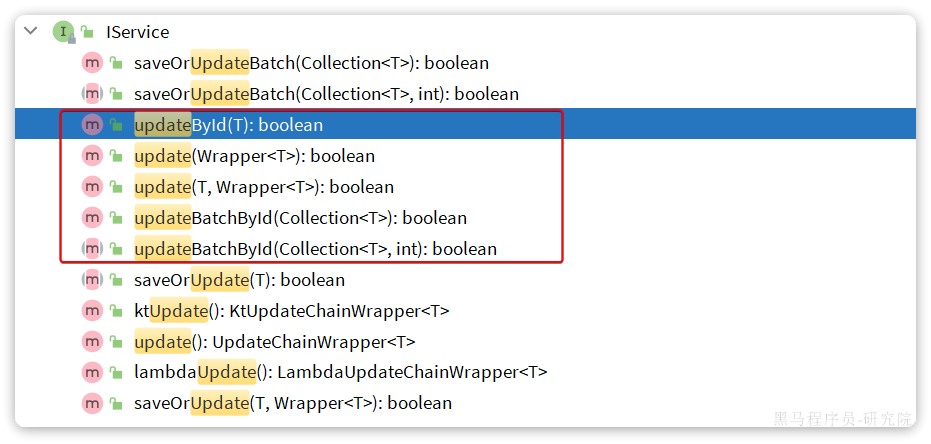 IService
saveOrUpdateBatch(Collection<T>): boolean
saveOrUpdateBatch(Collection<T>, int): boolean
updateById(T): boolean
update(Wrapper<T>): boolean
update(T, Wrapper<T>): boolean
updateBatchById(Collection<T>): boolean
updateBatchById(Collection<T>, int): boolean
saveOrUpdate(T): boolean
ktUpdate(): KtUpdateChainWrapper<T>
update(): UpdateChainWrapper<T>
lambdaUpdate(): LambdaUpdateChainWrapper<T>
saveOrUpdate(T, Wrapper<T>): boolean
黑马程序员-研究院